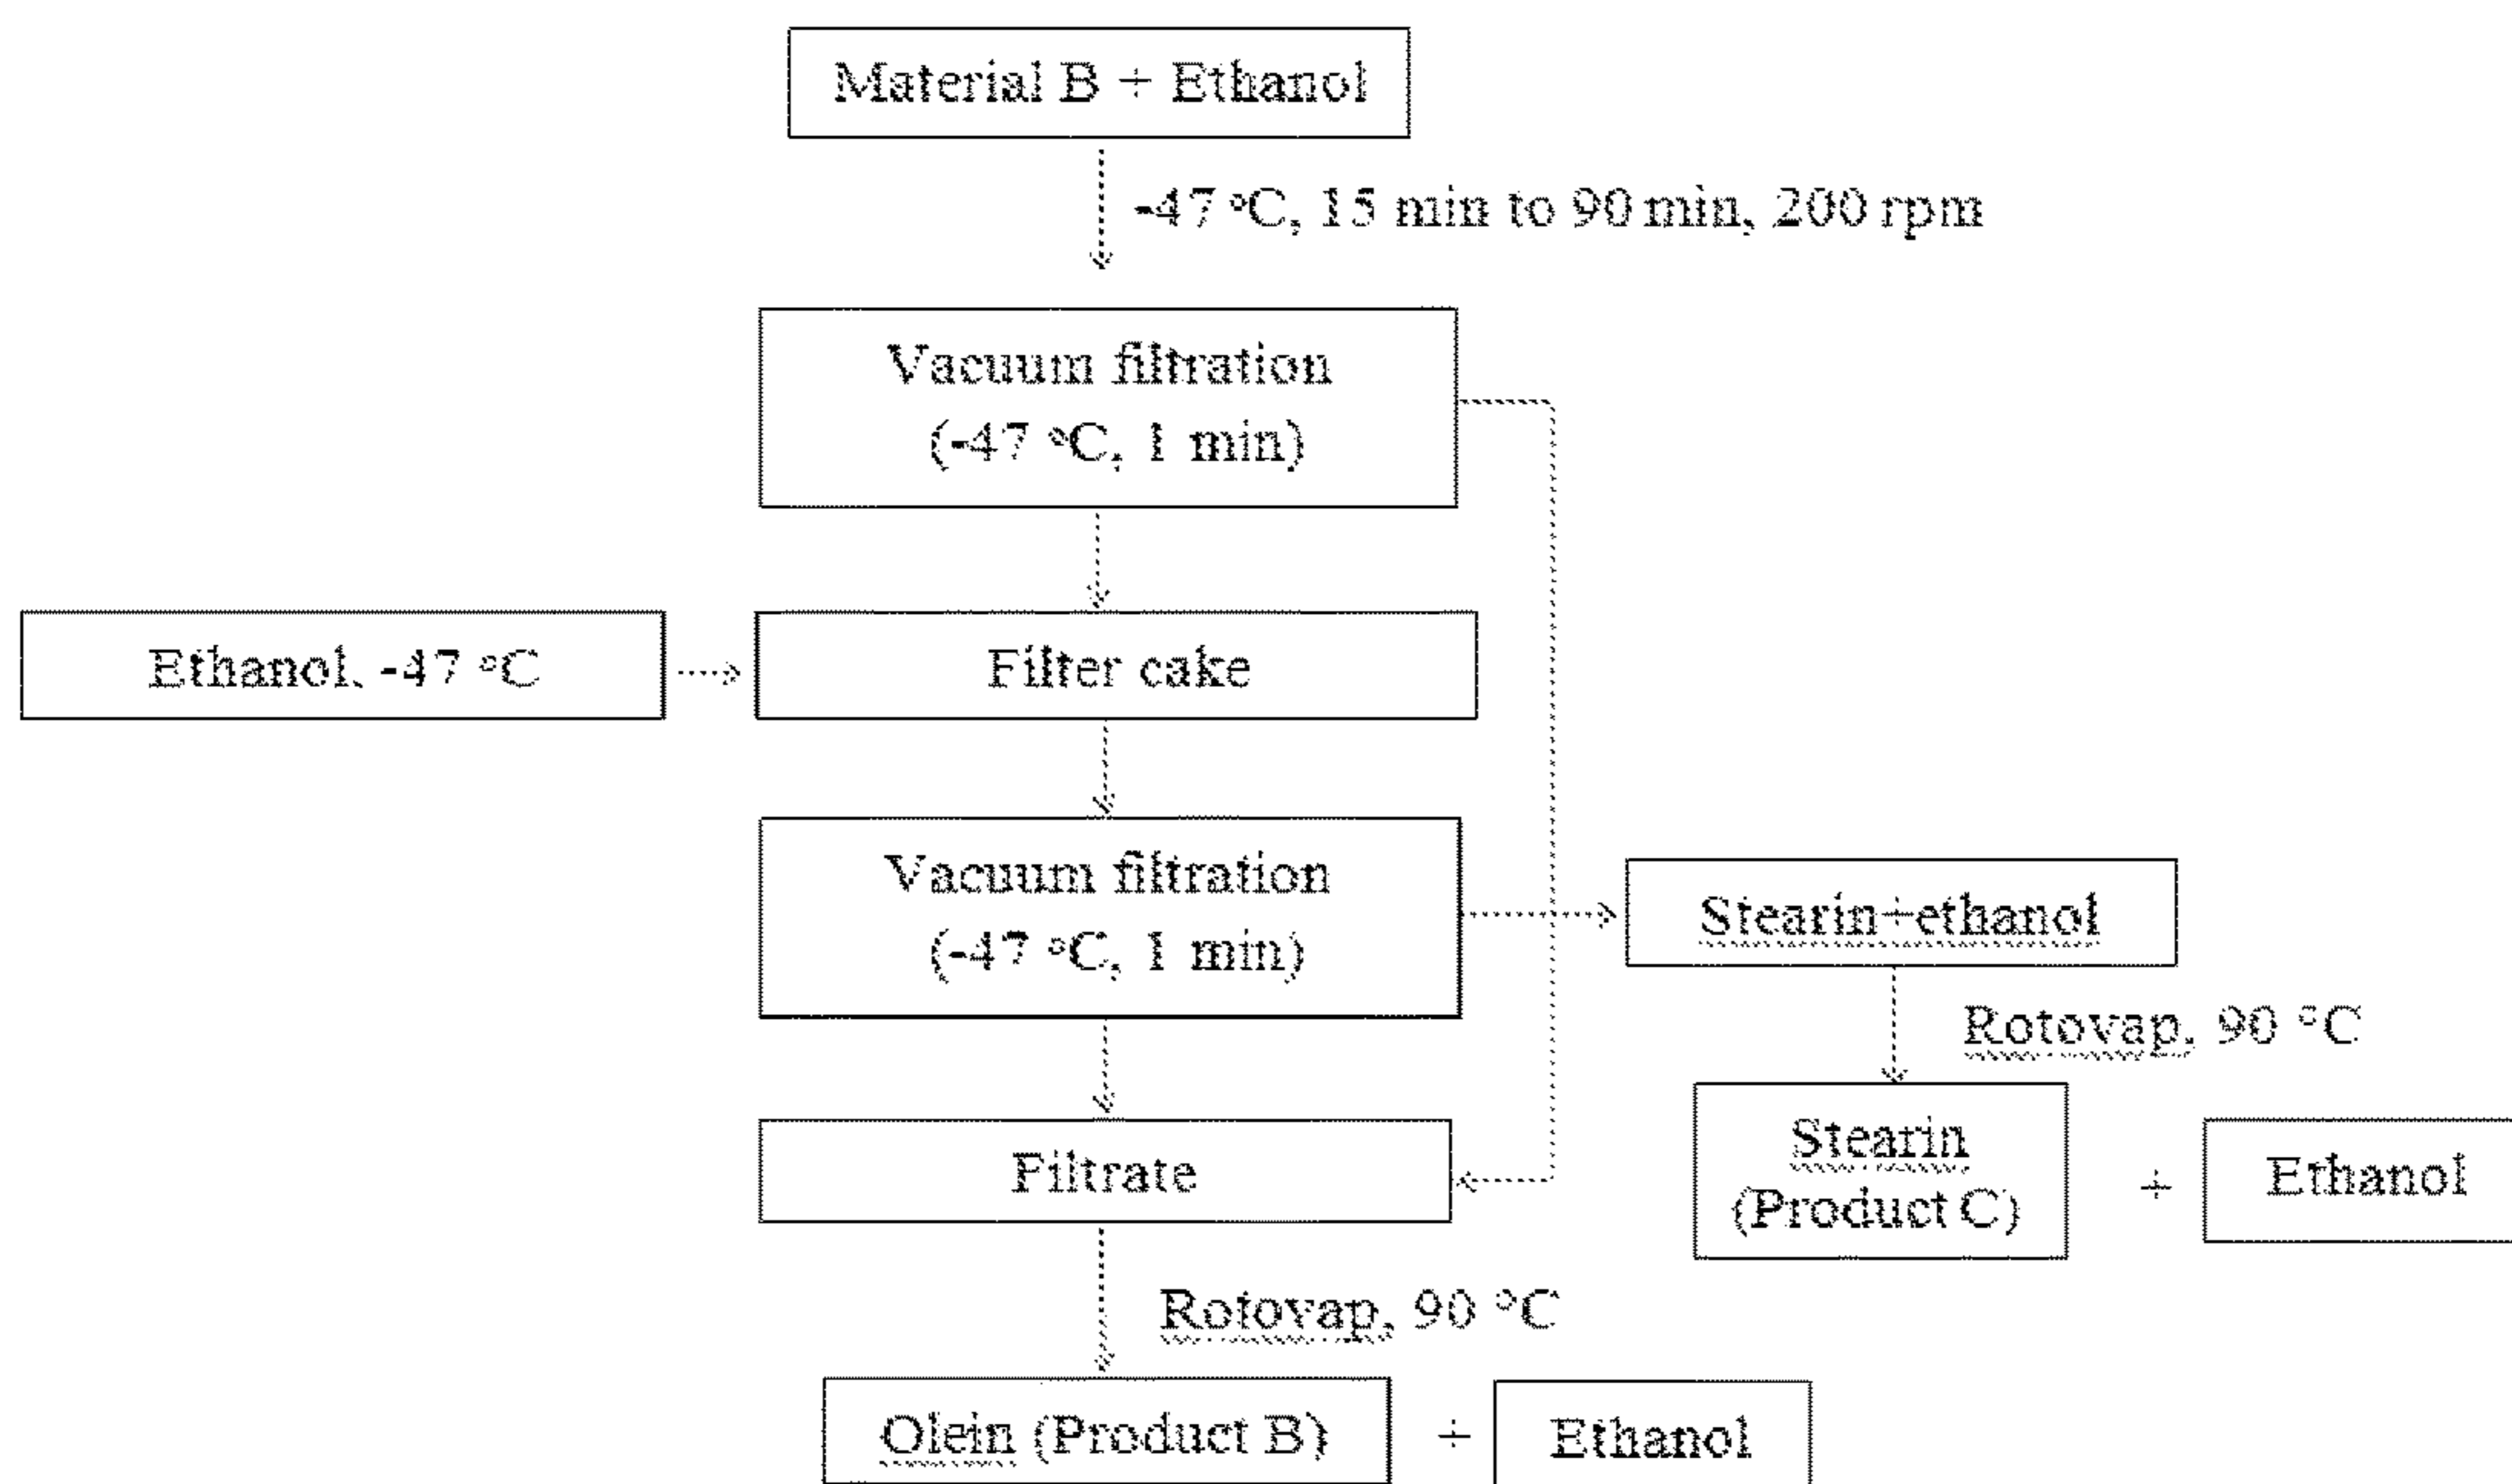 Material B + Ethanol
-47 °C, 15 min to 90 min, 200 rpm
Vacuum filtration
(-47 °C, 1 min)
Ethanol, -47 °C
Filter cake
Vacuum filtration
(-47 °C, 1 min)
Stearin+ethanol
Rotovap, 90 °C
Filtrate
Stearin
(Product C)
+
Ethanol
Rotovap, 90 °C
Olein (Product B)
+
Ethanol